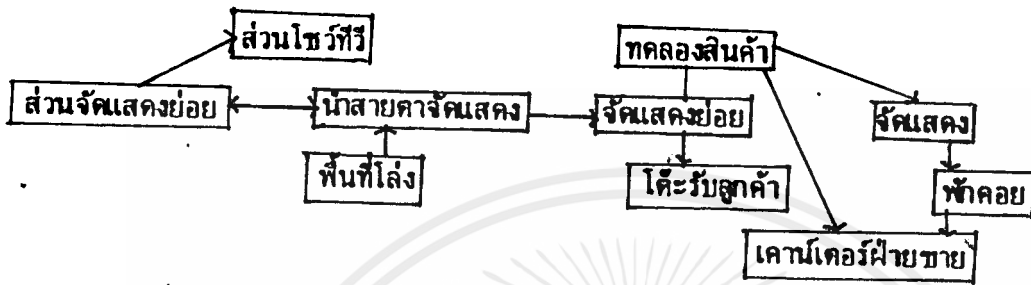 ส่วนโชว์ทีวี
ทดลองสินค้า
ส่วนจัดแสดงย่อย
นำสายตาจัดแสดง
จัดแสดงย่อย
จัดแสดง
พื้นที่โล่ง
โต๊ะรับลูกค้า
พักคอย
เคาน์เตอร์ฝ่ายขาย